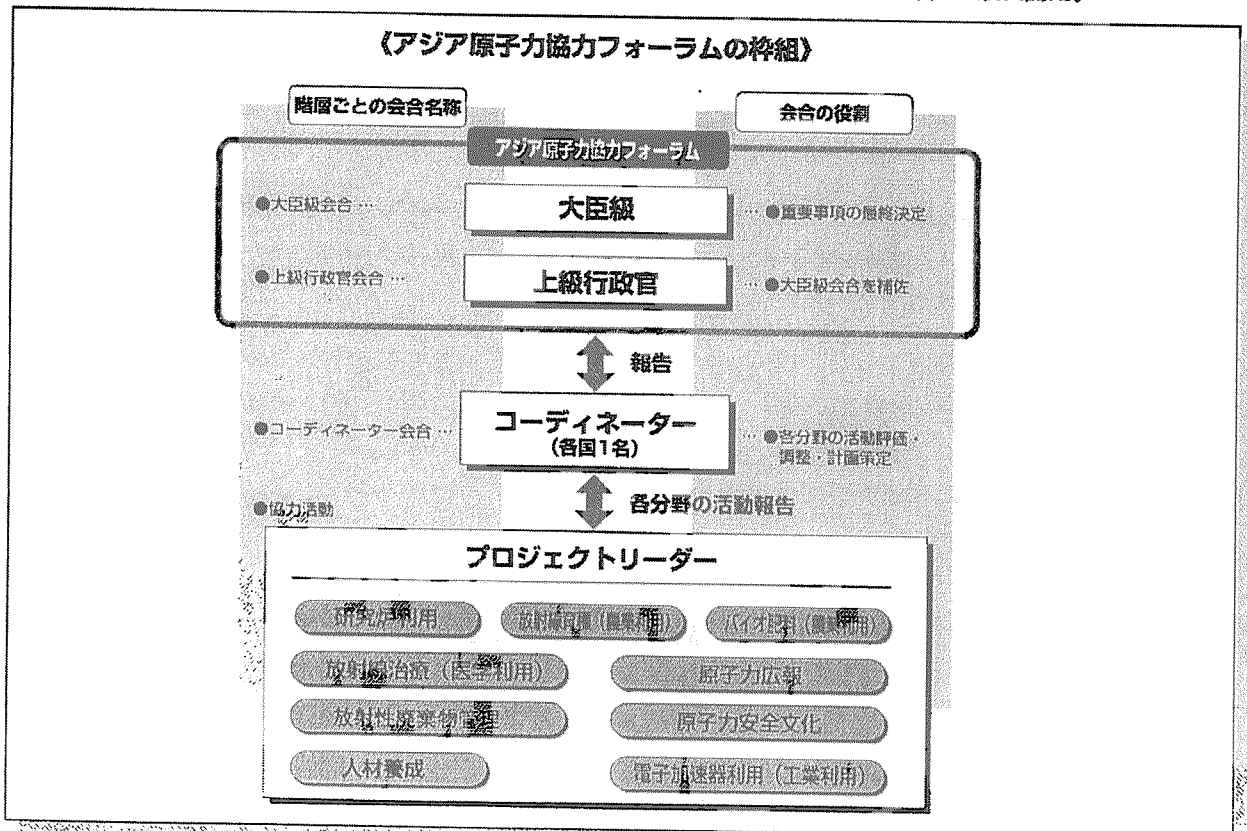 《アジア原子力協力フォーラムの枠組》
階層ごとの会合名称
会合の役割
アジア原子力協力フォーラム
●大臣級会合 …
大臣級
… ●重要事項の最終決定
●上級行政官会合 …
上級行政官
… ●大臣級会合を補佐
報告
●コーディネーター会合 …
コーディネーター
(各国1名)
… ●各分野の活動評価・
調整・計画策定
●協力活動
各分野の活動報告
プロジェクトリーダー
研究炉利用
放射線育種(農業利用)
バイオ肥料(農業利用)
放射線治療(医学利用)
原子力広報
放射性廃棄物管理
原子力安全文化
人材養成
電子加速器利用(工業利用)